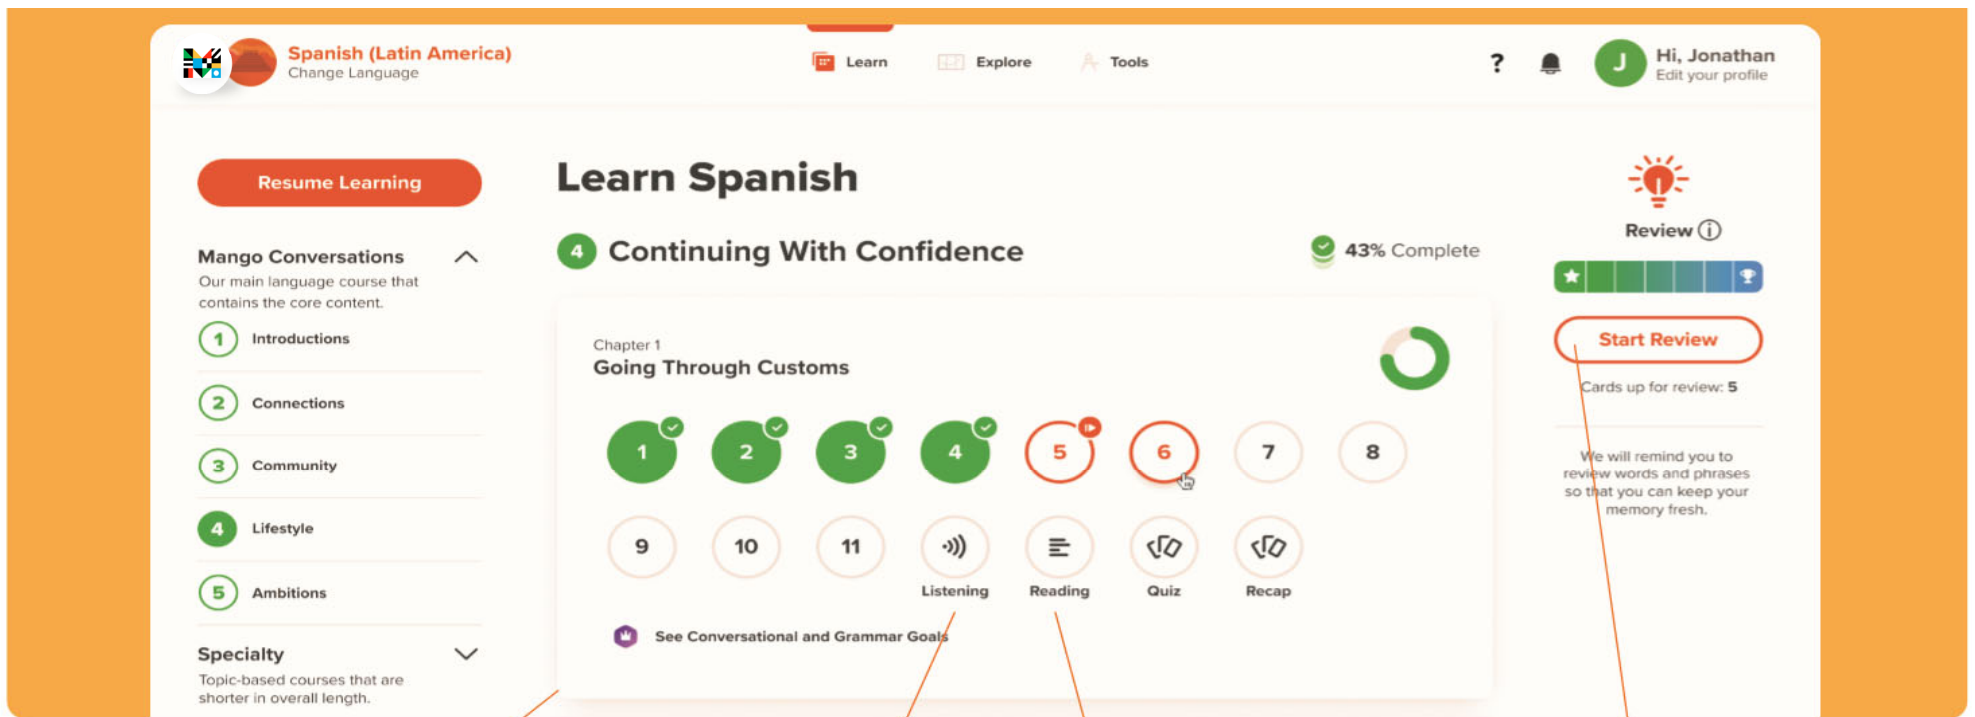 Spanish (Latin America)
Change Language
Learn
Explore
Tools
?
J
Hi, Jonathan
Edit your profile
Resume Learning
Mango Conversations
Our main language course that
contains the core content.
1 Introductions
2 Connections
3 Community
4 Lifestyle
5 Ambitions
Specialty
Topic-based courses that are
shorter in overall length.
Learn Spanish
4 Continuing With Confidence
43% Complete
Chapter 1
Going Through Customs
1 2 3 4 5 6 7 8
9 10 11
Listening Reading Quiz Recap
See Conversational and Grammar Goals
Review
Start Review
Cards up for review: 5
We will remind you to
review words and phrases
so that you can keep your
memory fresh.